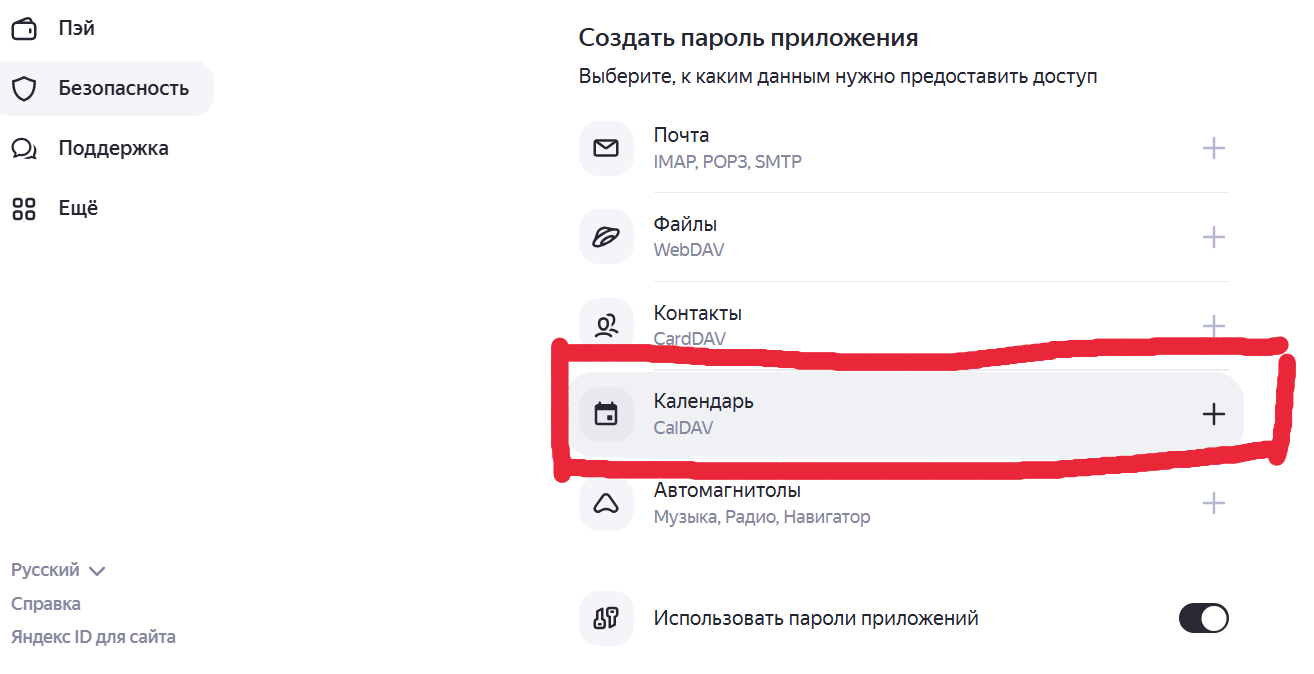 Пэй
Безопасность
Поддержка
Ещё
Русский
Справка
Яндекс ID для сайта
Создать пароль приложения
Выберите, к каким данным нужно предоставить доступ
Почта
IMAP, POP3, SMTP
Файлы
WebDAV
Контакты
CardDAV
Календарь
CalDAV
Автомагнитолы
Музыка, Радио, Навигатор
Использовать пароли приложений